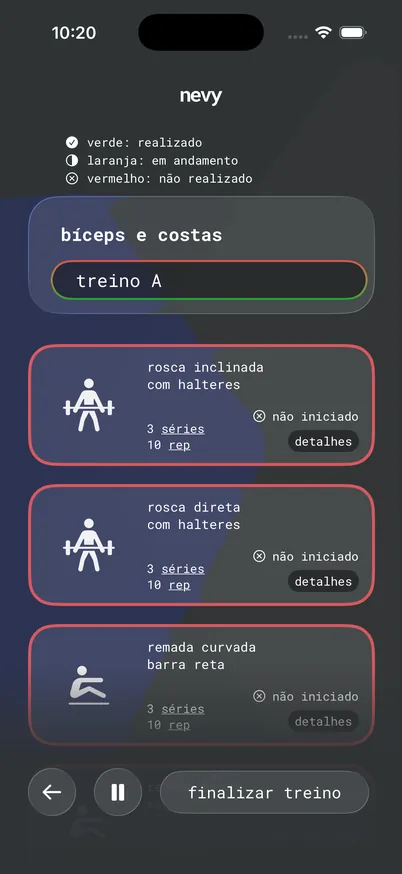 10:20
nevy
verde: realizado
laranja: em andamento
vermelho: não realizado
bíceps e costas
treino A
rosca inclinada
com halteres
não iniciado
3 séries
10 rep
detalhes
rosca direta
com halteres
não iniciado
3 séries
10 rep
detalhes
remada curvada
barra reta
não iniciado
3 séries
10 rep
detalhes
finalizar treino